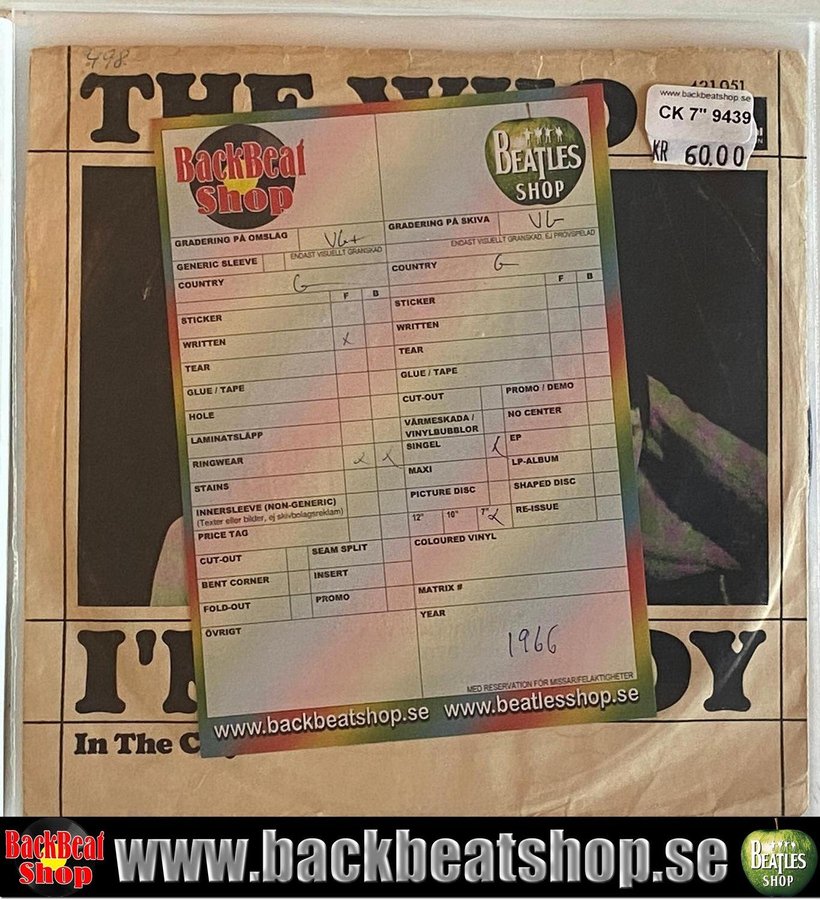 498
THE WILD
421 051
www.backbeatshop.se
CK 7" 9439
KR 60,00
BackBeat
Shop
BEATLES
SHOP
GRADERING PÅ OMSLAG VG+
ENDAST VISUELLT GRANSKAD
GENERIC SLEEVE
COUNTRY G
F B
STICKER
WRITTEN X
TEAR
GLUE / TAPE
HOLE
LAMINATSLÄPP
RINGWEAR X X
STAINS
INNERSLEEVE (NON-GENERIC)
(Texter eller bilder, ej skivbolagsreklam)
PRICE TAG
CUT-OUT SEAM SPLIT
BENT CORNER INSERT
FOLD-OUT PROMO
ÖVRIGT
GRADERING PÅ SKIVA VG-
ENDAST VISUELLT GRANSKAD, EJ PROVSPELAD
COUNTRY G
F B
STICKER
WRITTEN
TEAR
GLUE / TAPE
CUT-OUT PROMO / DEMO
VÄRMESKADA /
VINYLBUBBLOR NO CENTER
SINGEL X EP
MAXI LP-ALBUM
PICTURE DISC SHAPED DISC
12" 10" 7" X RE-ISSUE
COLOURED VINYL
MATRIX #
YEAR
1966
MED RESERVATION FÖR MISSAR/FELAKTIGHETER
www.backbeatshop.se www.beatlesshop.se
In The C
BackBeat
Shop
www.backbeatshop.se
BEATLES
SHOP